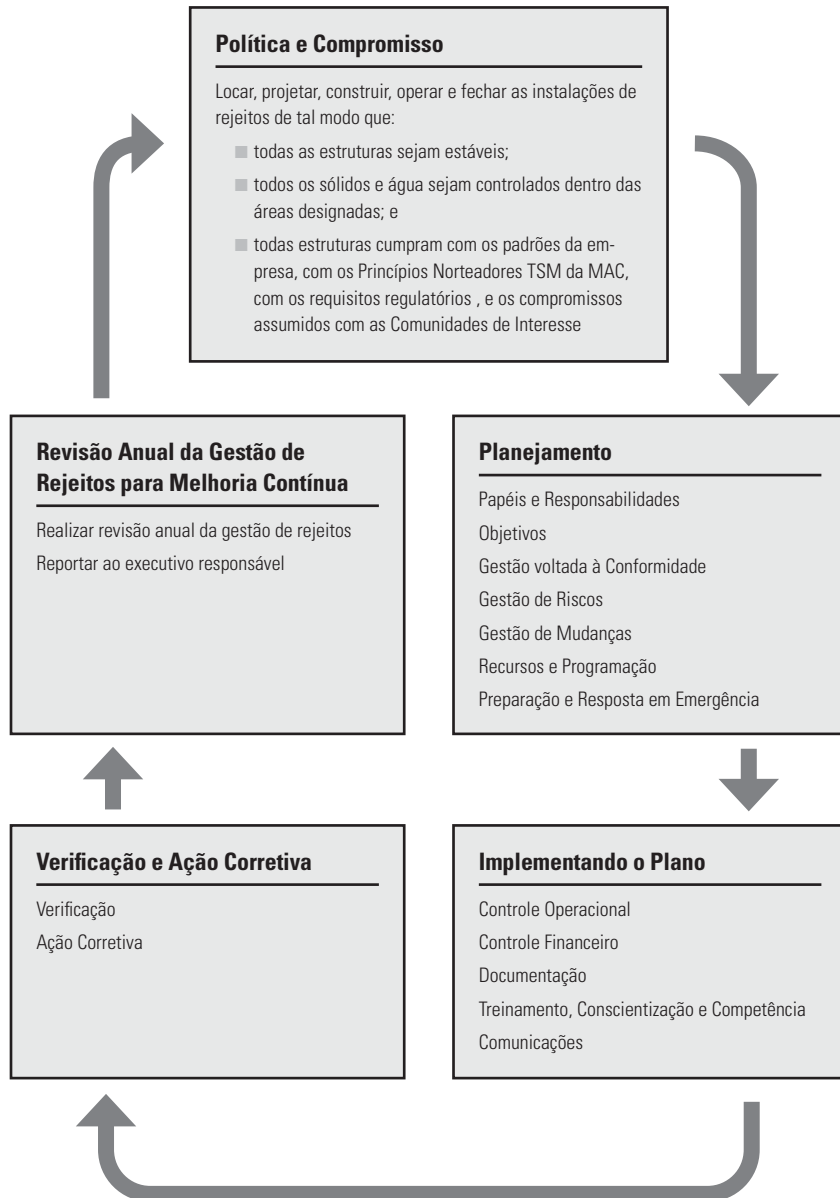 Política e Compromisso
Locar, projetar, construir, operar e fechar as instalações de
rejeitos de tal modo que:
todas as estruturas sejam estáveis;
todos os sólidos e água sejam controlados dentro das
áreas designadas; e
todas estruturas cumpram com os padrões da em-
presa, com os Princípios Norteadores TSM da MAC,
com os requisitos regulatórios , e os compromissos
assumidos com as Comunidades de Interesse
Planejamento
Papéis e Responsabilidades
Objetivos
Gestão voltada à Conformidade
Gestão de Riscos
Gestão de Mudanças
Recursos e Programação
Preparação e Resposta em Emergência
Implementando o Plano
Controle Operacional
Controle Financeiro
Documentação
Treinamento, Conscientização e Competência
Comunicações
Verificação e Ação Corretiva
Verificação
Ação Corretiva
Revisão Anual da Gestão de
Rejeitos para Melhoria Contínua
Realizar revisão anual da gestão de rejeitos
Reportar ao executivo responsável